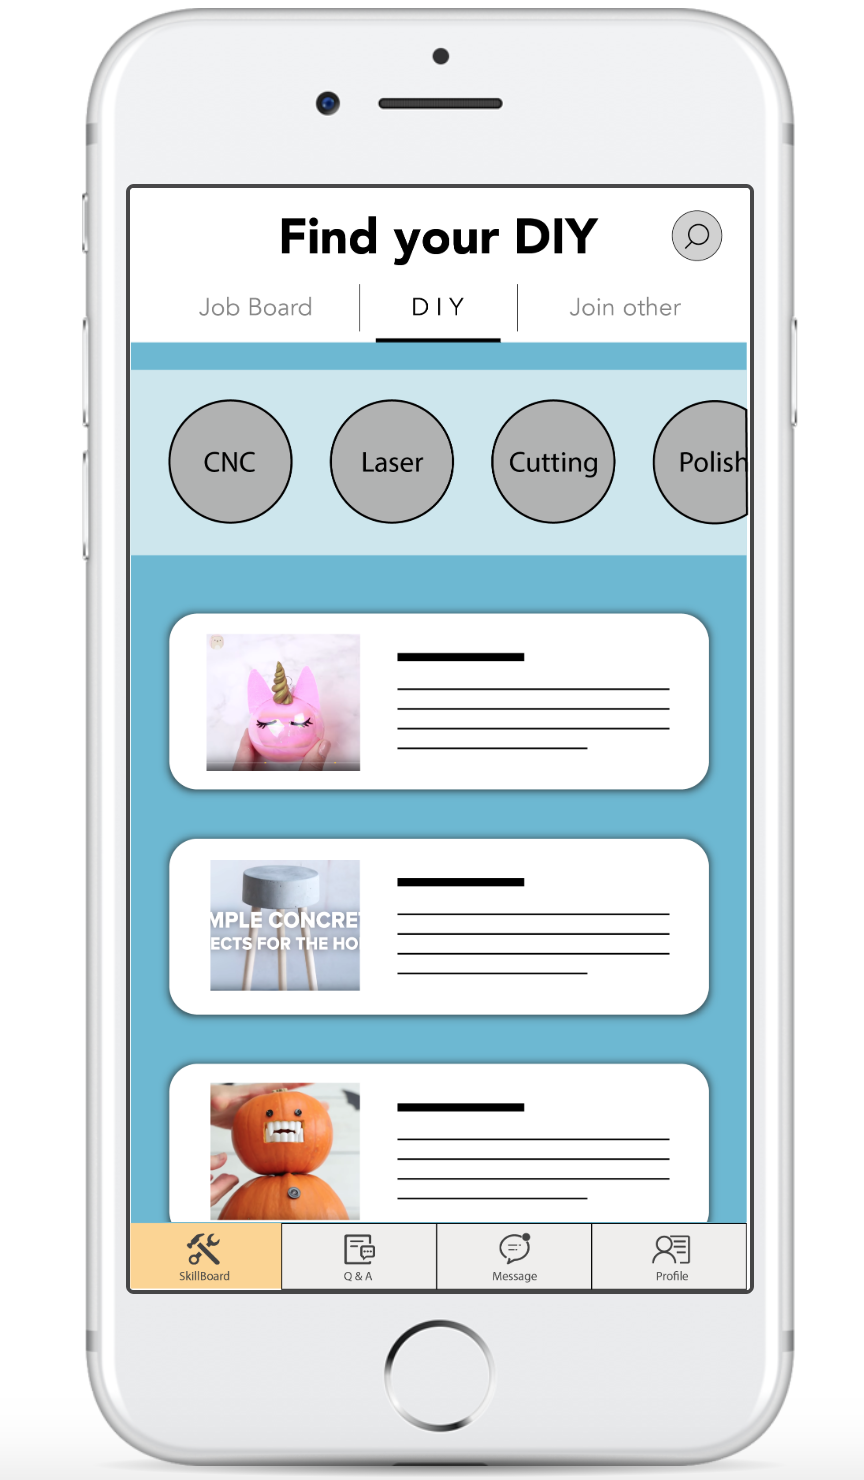 Find your DIY
Job Board
DIY
Join other
CNC
Laser
Cutting
Polish
MPLE CONCRE
ECTS FOR THE HO
SkillBoard
Q & A
Message
Profile